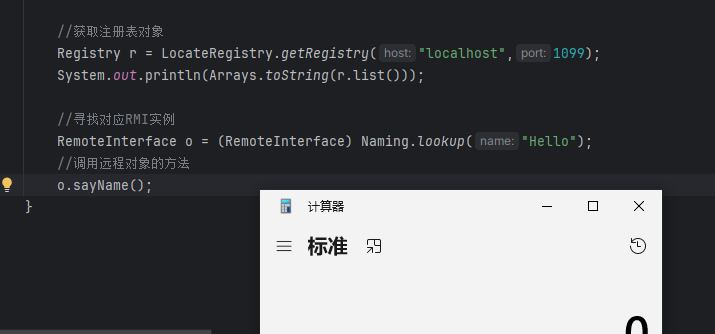 //获取注册表对象
Registry r = LocateRegistry.getRegistry( host: "localhost", port: 1099);
System.out.println(Arrays.toString(r.list()));
//寻找对应RMI实例
RemoteInterface o = (RemoteInterface) Naming.lookup( name: "Hello");
//调用远程对象的方法
o.sayName();
}
计算器
标准
0